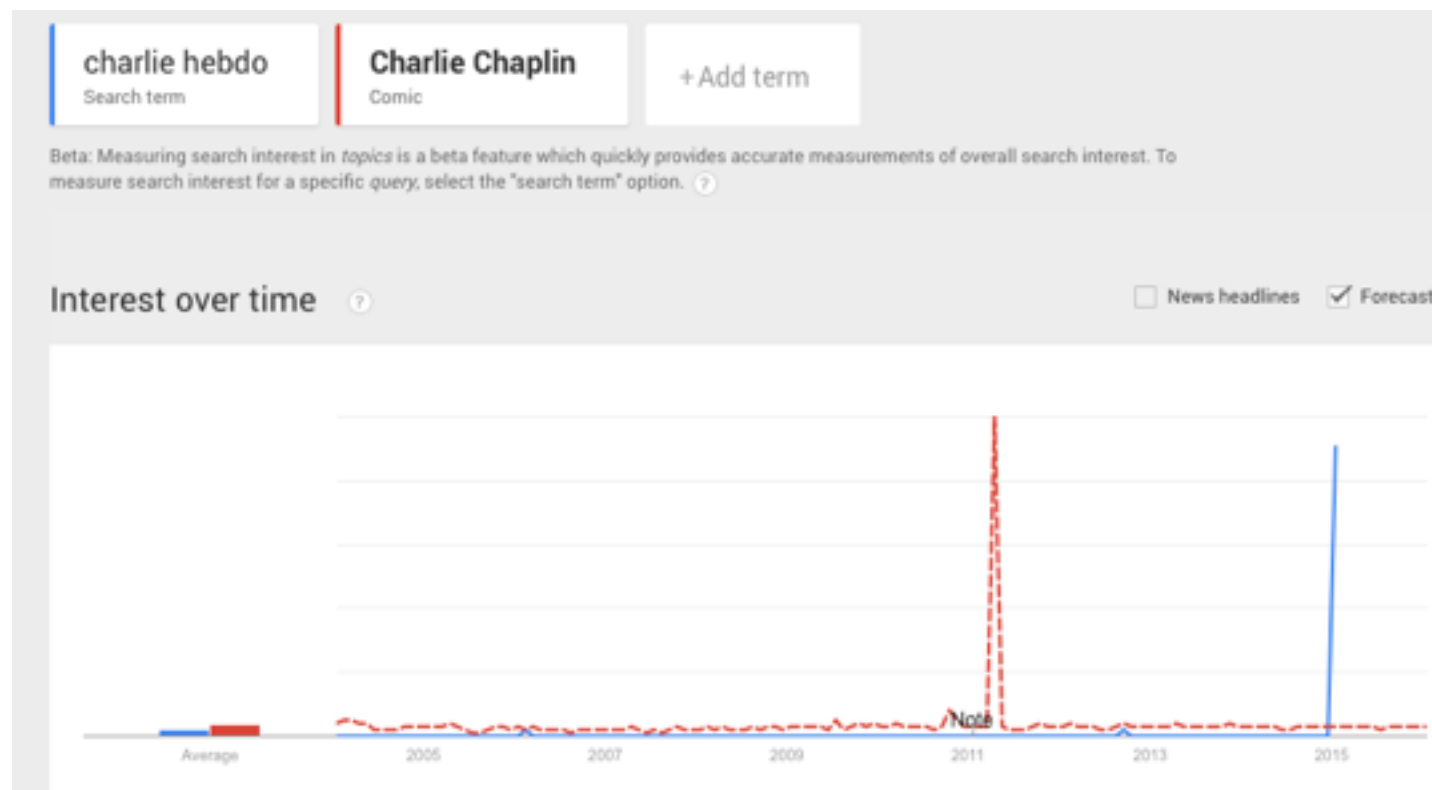 charlie hebdo
Search term
Charlie Chaplin
Comic
+Add term
Beta: Measuring search interest in topics is a beta feature which quickly provides accurate measurements of overall search interest. To
measure search interest for a specific query, select the "search term" option. ?
Interest over time ?
News headlines
Forecast
Note
Average
2005
2007
2009
2011
2013
2015